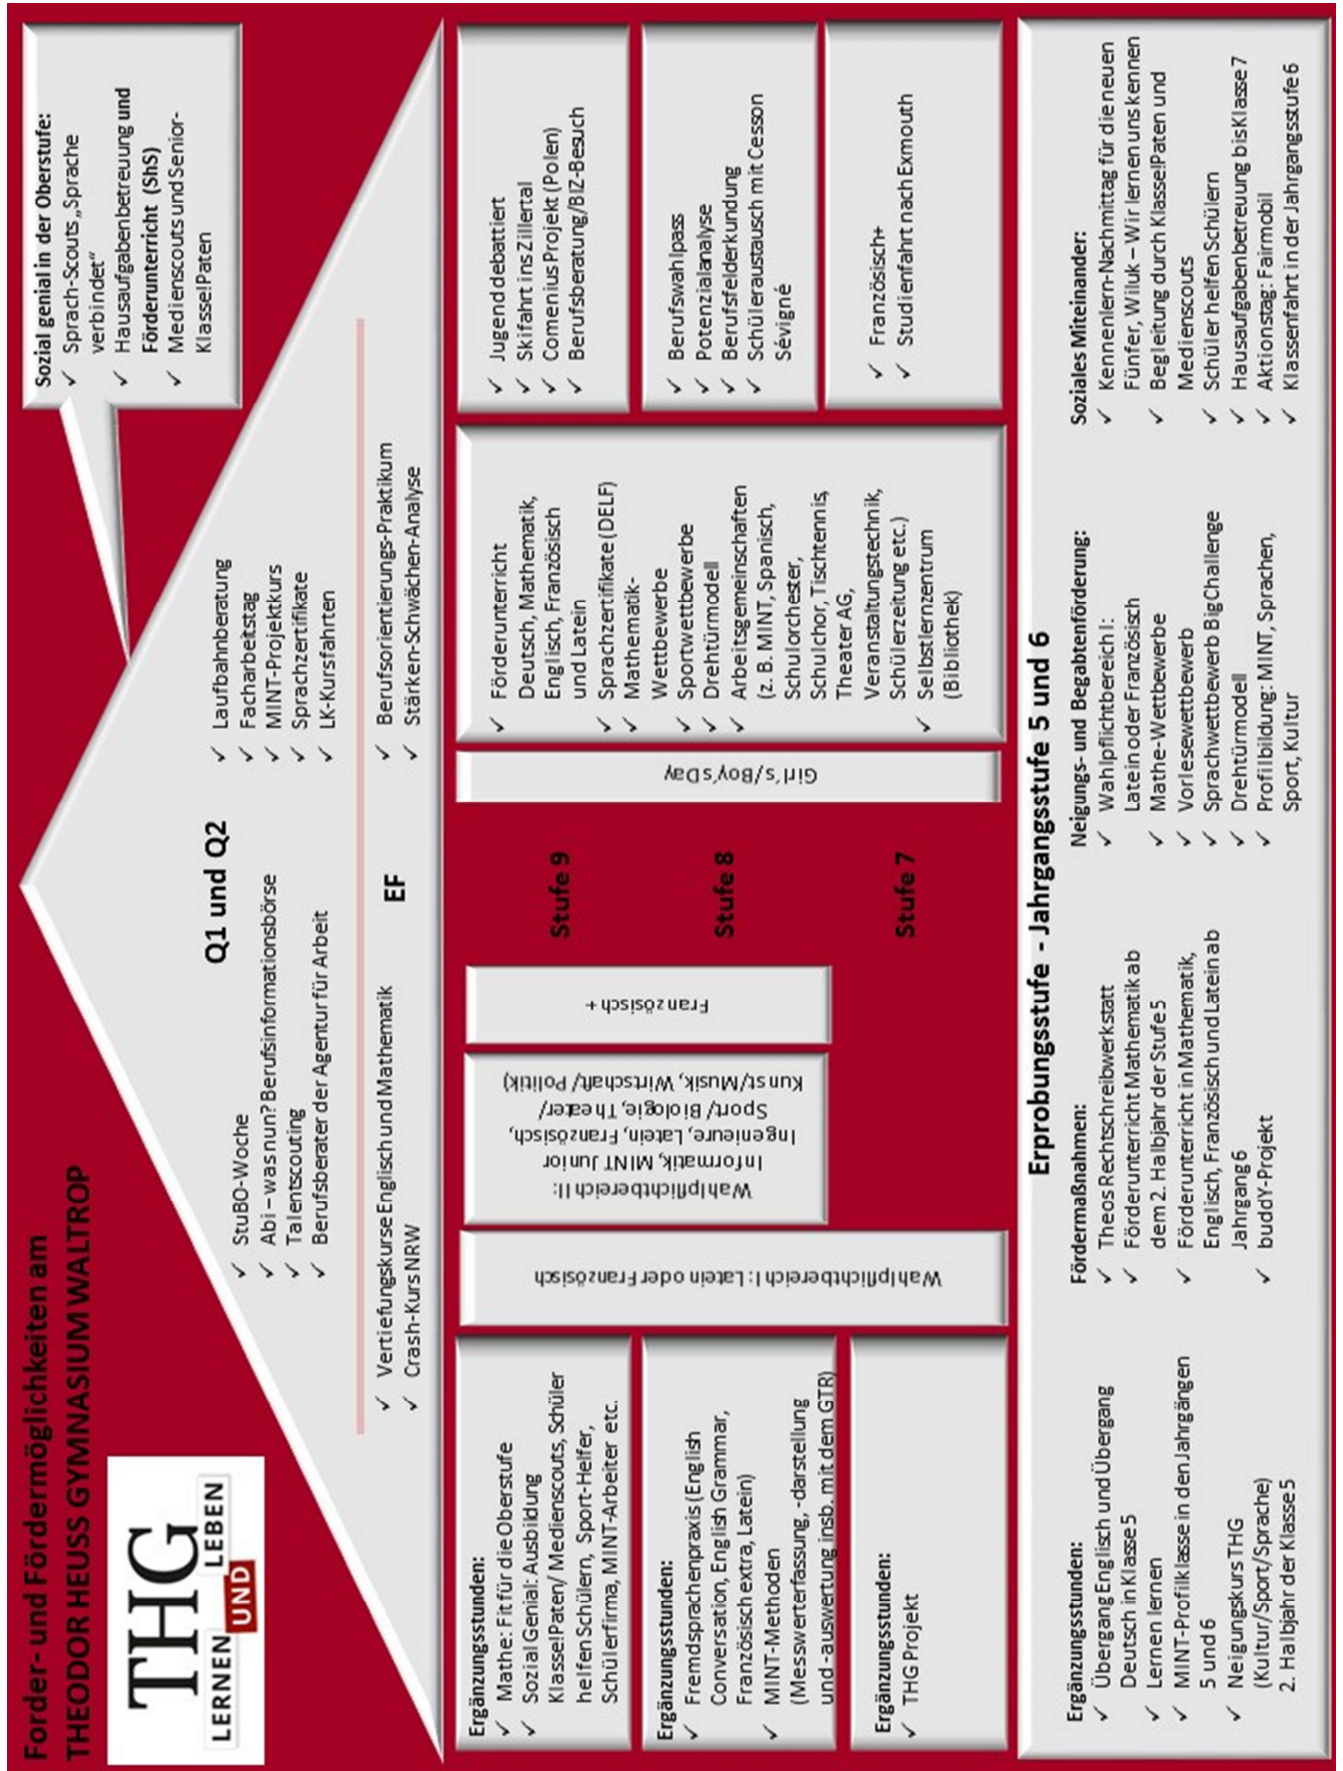 Forder- und Fördermöglichkeiten am
THEODOR HEUSS GYMNASIUM WALTROP
THG
LERNEN UND LEBEN
Sozial genial in der Oberstufe:
✓ Sprach-Scouts „Sprache
verbindet“
✓ Hausaufgabenbetreuung und
Förderunterricht (ShS)
✓ Medienscouts und Senior-
Klasse!Paten
Q1 und Q2
✓ StuBO-Woche
✓ Abi – was nun? Berufsinformationsbörse
✓ Talentscouting
✓ Berufsberater der Agentur für Arbeit
✓ Laufbahnberatung
✓ Facharbeitstag
✓ MINT-Projektkurs
✓ Sprachzertifikate
✓ LK-Kursfahrten
EF
✓ Vertiefungskurse Englisch und Mathematik
✓ Crash-Kurs NRW
✓ Berufsorientierungs-Praktikum
✓ Stärken-Schwächen-Analyse
Ergänzungsstunden:
✓ Mathe: Fit für die Oberstufe
✓ Sozial Genial: Ausbildung
Klasse!Paten/ Medienscouts, Schüler
helfen Schülern, Sport-Helfer,
Schülerfirma, MINT-Arbeiter etc.
Ergänzungsstunden:
✓ Fremdsprachenpraxis (English
Conversation, English Grammar,
Französisch extra, Latein)
✓ MINT-Methoden
(Messwerterfassung, -darstellung
und -auswertung insb. mit dem GTR)
Ergänzungsstunden:
✓ THG Projekt
Wahlpflichtbereich I: Latein oder Französisch
Wahlpflichtbereich II:
Informatik, MINT Junior
Ingenieure, Latein, Französisch,
Sport/ Biologie, Theater/
Kunst/Musik, Wirtschaft/ Politik)
Französisch +
Stufe 9
Stufe 8
Stufe 7
Girl´s/Boy´s Day
✓ Förderunterricht
Deutsch, Mathematik,
Englisch, Französisch
und Latein
✓ Sprachzertifikate (DELF)
✓ Mathematik-
Wettbewerbe
✓ Sportwettbewerbe
✓ Drehtürmodell
✓ Arbeitsgemeinschaften
(z. B. MINT, Spanisch,
Schulorchester,
Schulchor, Tischtennis,
Theater AG,
Veranstaltungstechnik,
Schülerzeitung etc.)
✓ Selbstlernzentrum
(Bibliothek)
✓ Jugend debattiert
✓ Skifahrt ins Zillertal
✓ Comenius Projekt (Polen)
✓ Berufsberatung/BIZ-Besuch
✓ Berufswahlpass
✓ Potenzialanalyse
✓ Berufsfelderkundung
✓ Schüleraustausch mit Cesson
Sévigné
✓ Französisch+
✓ Studienfahrt nach Exmouth
Erprobungsstufe - Jahrgangsstufe 5 und 6
Ergänzungsstunden:
✓ Übergang Englisch und Übergang
Deutsch in Klasse 5
✓ Lernen lernen
✓ MINT-Profilklasse in den Jahrgängen
5 und 6
✓ Neigungskurs THG
(Kultur/Sport/Sprache)
2. Halbjahr der Klasse 5
Fördermaßnahmen:
✓ Theos Rechtschreibwerkstatt
✓ Förderunterricht Mathematik ab
dem 2. Halbjahr der Stufe 5
✓ Förderunterricht in Mathematik,
Englisch, Französisch und Latein ab
Jahrgang 6
✓ buddY-Projekt
Neigungs- und Begabtenförderung:
✓ Wahlpflichtbereich I:
Latein oder Französisch
✓ Mathe-Wettbewerbe
✓ Vorlesewettbewerb
✓ Sprachwettbewerb BigChallenge
✓ Drehtürmodell
✓ Profilbildung: MINT, Sprachen,
Sport, Kultur
Soziales Miteinander:
✓ Kennenlern-Nachmittag für die neuen
Fünfer, Wiluk – Wir lernen uns kennen
✓ Begleitung durch Klasse!Paten und
Medienscouts
✓ Schüler helfen Schülern
✓ Hausaufgabenbetreung bis Klasse 7
✓ Aktionstag: Fairmobil
✓ Klassenfahrt in der Jahrgangsstufe 6